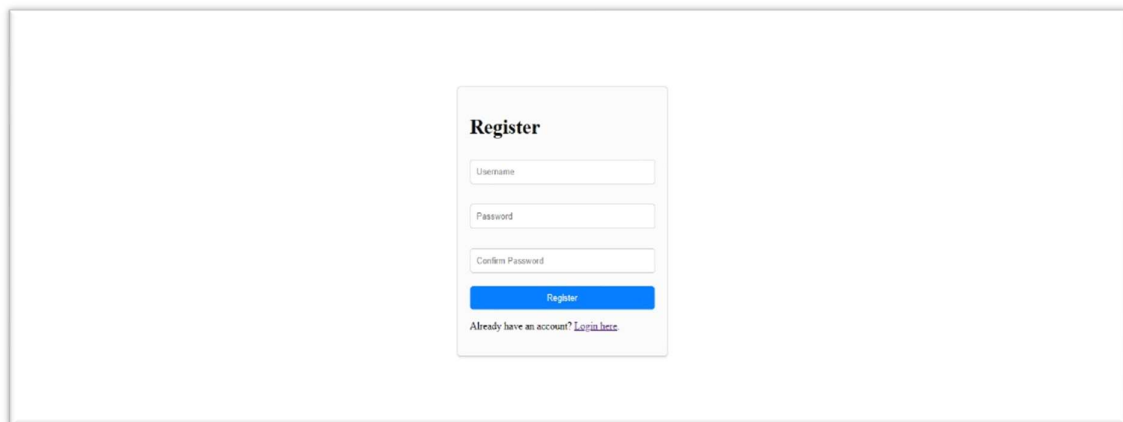 Register
Username
Password
Confirm Password
Register
Already have an account? Login here.